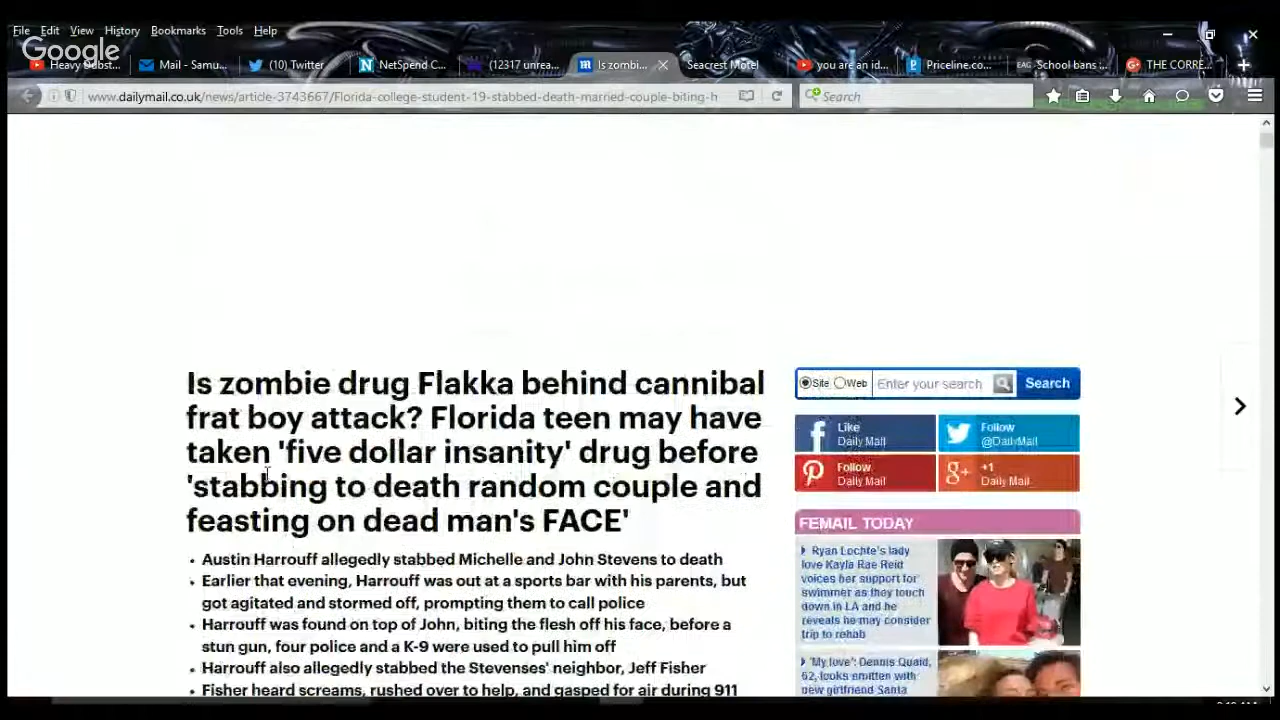 File Edit View History Bookmarks Tools Help
Google
Heavy Dubst... Mail - Samu... (10) Twitter NetSpend C... (12317 unrea... Is zombi... Seacrest Motel you are an id... Priceline.co... School bans ... THE CORRE...
www.dailymail.co.uk/news/article-3743667/Florida-college-student-19-stabbed-death-married-couple-biting-h Search
Is zombie drug Flakka behind cannibal
frat boy attack? Florida teen may have
taken 'five dollar insanity' drug before
'stabbing to death random couple and
feasting on dead man's FACE'
• Austin Harrouff allegedly stabbed Michelle and John Stevens to death
• Earlier that evening, Harrouff was out at a sports bar with his parents, but
got agitated and stormed off, prompting them to call police
• Harrouff was found on top of John, biting the flesh off his face, before a
stun gun, four police and a K-9 were used to pull him off
• Harrouff also allegedly stabbed the Stevenses' neighbor, Jeff Fisher
• Fisher heard screams, rushed over to help, and gasped for air during 911
Site Web Enter your search Search
Like
Daily Mail
Follow
@DailyMail
Follow
Daily Mail
+1
Daily Mail
FEMAIL TODAY
Ryan Lochte's lady
love Kayla Rae Reid
voices her support for
swimmer as they touch
down in LA and he
reveals he may consider
trip to rehab
'My love': Dennis Quaid,
62, looks smitten with
new girlfriend Santa